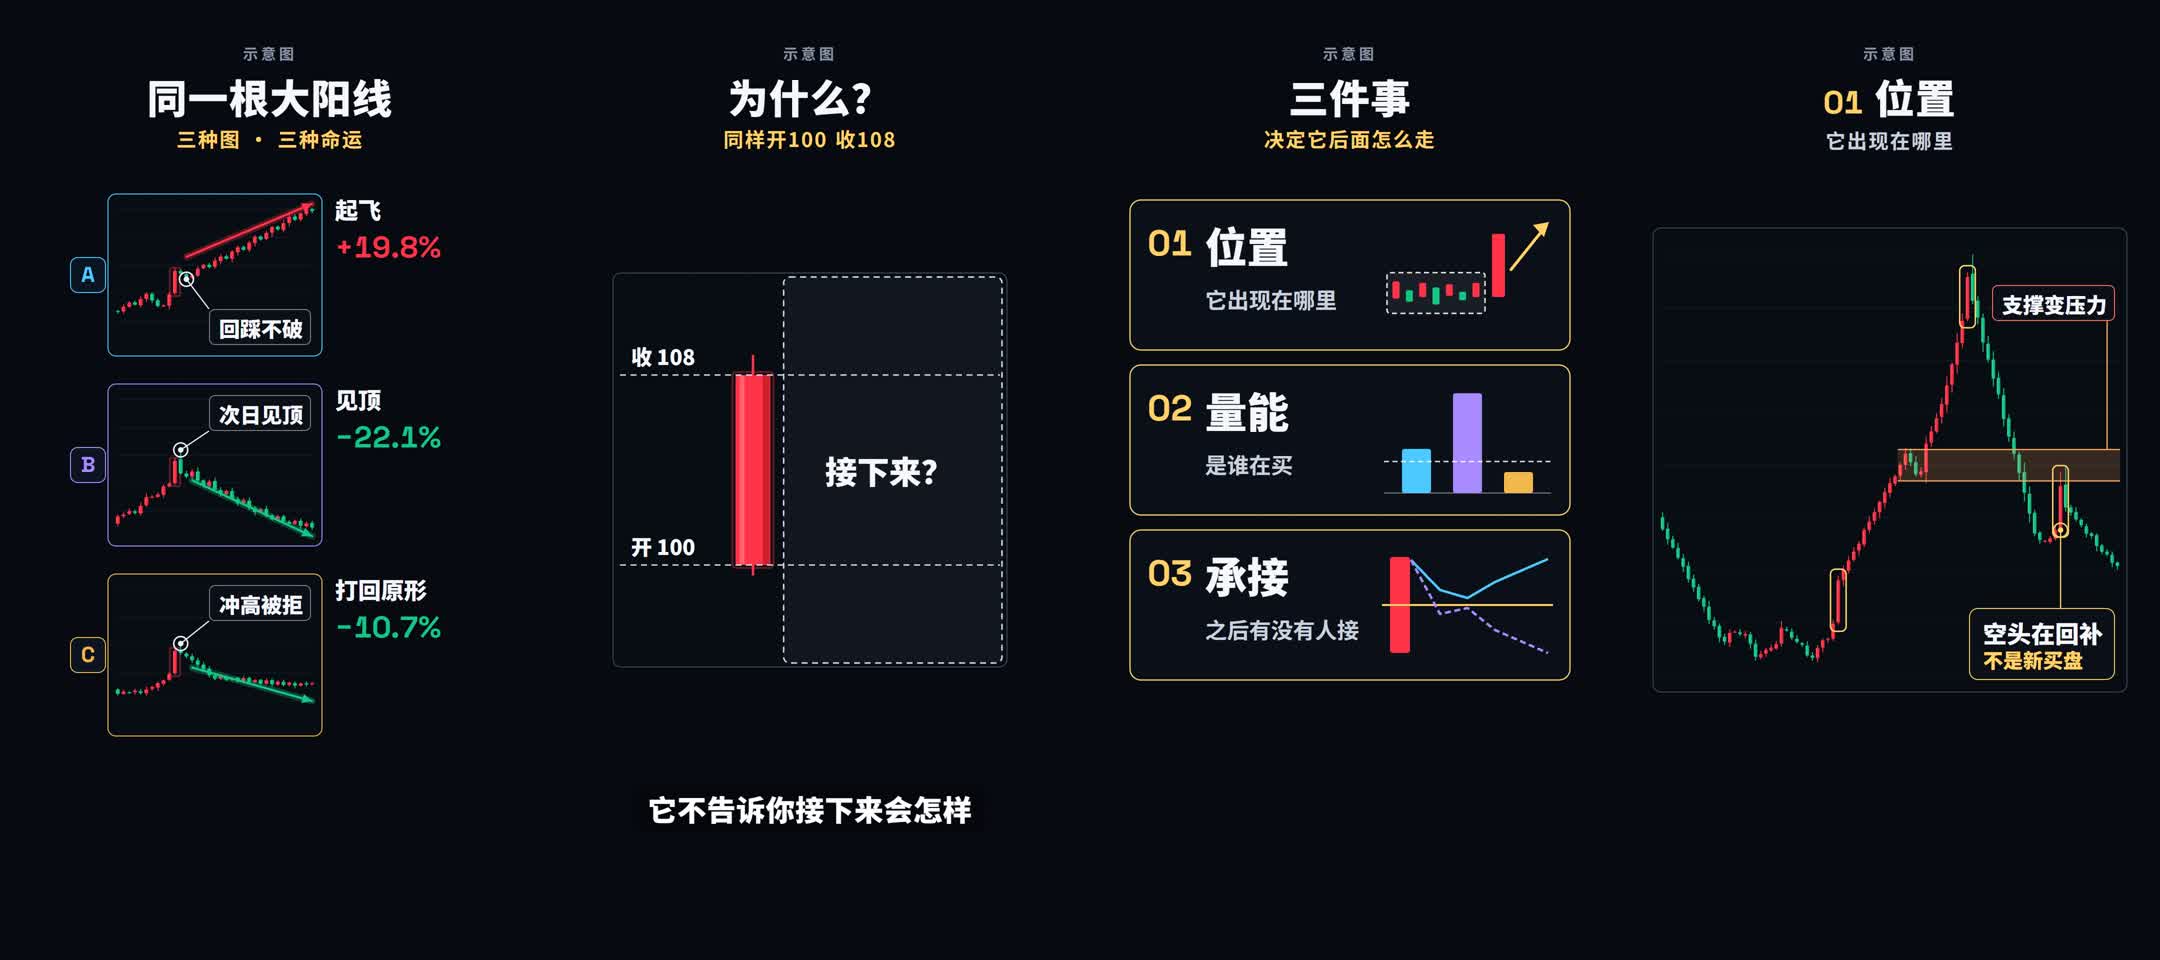 示意图
同一根大阳线
三种图 · 三种命运
A
起飞
+19.8%
回踩不破
B
次日见顶
见顶
-22.1%
C
冲高被拒
打回原形
-10.7%
示意图
为什么?
同样开100 收108
收 108
开 100
接下来?
它不告诉你接下来会怎样
示意图
三件事
决定它后面怎么走
01 位置
它出现在哪里
02 量能
是谁在买
03 承接
之后有没有人接
示意图
01 位置
它出现在哪里
支撑变压力
空头在回补
不是新买盘